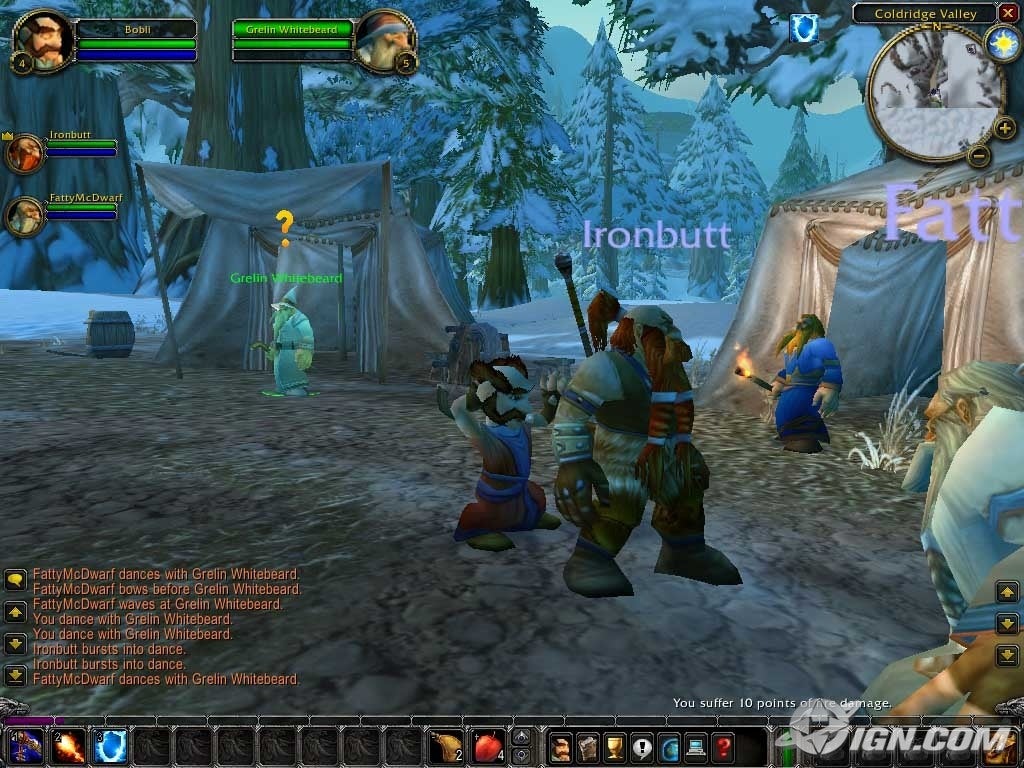 Bobli
4
Grelin Whitebeard
5
Coldridge Valley
N
Ironbutt
FattyMcDwarf
Ironbutt
Fatt
?
Grelin Whitebeard
FattyMcDwarf dances with Grelin Whitebeard.
FattyMcDwarf bows before Grelin Whitebeard.
FattyMcDwarf waves at Grelin Whitebeard.
You dance with Grelin Whitebeard.
You dance with Grelin Whitebeard.
Ironbutt bursts into dance.
Ironbutt bursts into dance.
FattyMcDwarf dances with Grelin Whitebeard.
You suffer 10 points of fire damage.
1 2 3 2 4 ! ?
IGN.COM